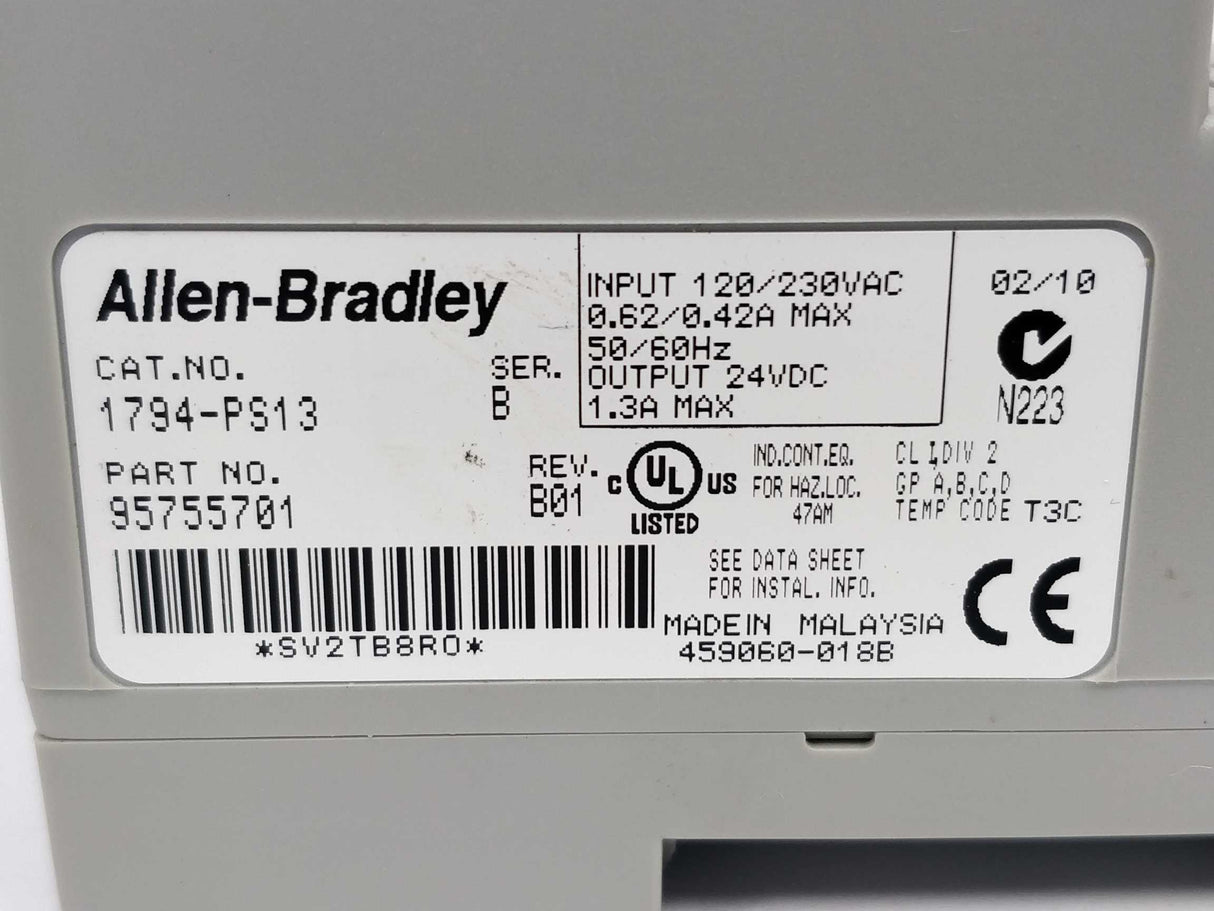 Allen-Bradley
CAT.NO.
SER.
1794-PS13
B
PART NO.
REV.
95755701
B01
*SV2TB8RO*
INPUT 120/230VAC
0.62/0.42A MAX
50/60Hz
OUTPUT 24VDC
1.3A MAX
02/10
N223
C UL US
LISTED
IND.CONT.EQ.
FOR HAZ.LOC.
47AM
CL I,DIV 2
GP A,B,C,D
TEMP CODE T3C
SEE DATA SHEET
FOR INSTAL. INFO.
MADEIN MALAYSIA
459060-018B
CE